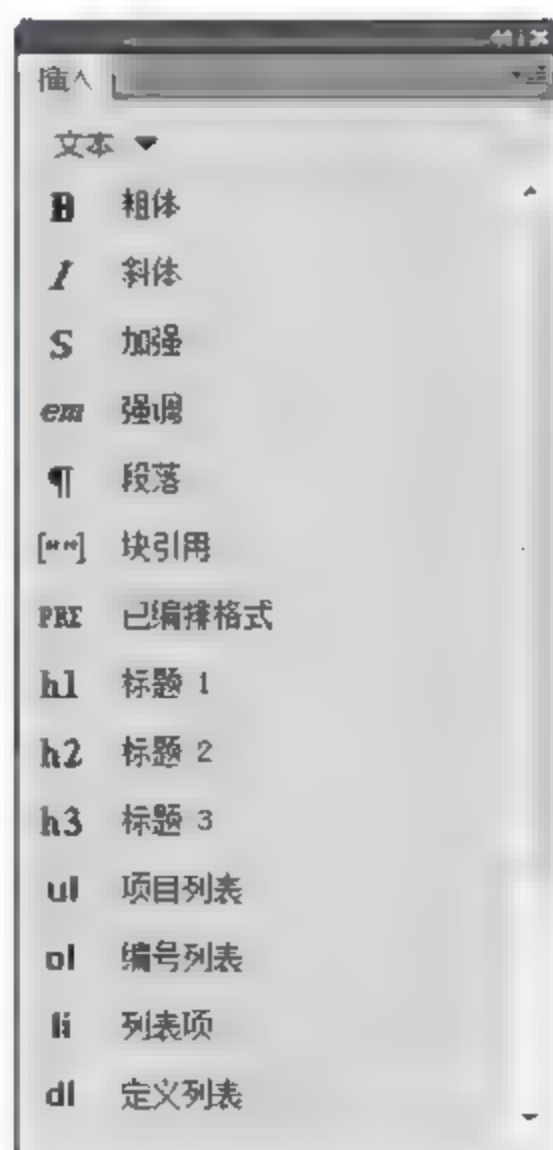 插入
文本
B 粗体
I 斜体
S 加强
em 强调
¶ 段落
[""] 块引用
PRE 已编排格式
h1 标题 1
h2 标题 2
h3 标题 3
ul 项目列表
ol 编号列表
li 列表项
dl 定义列表